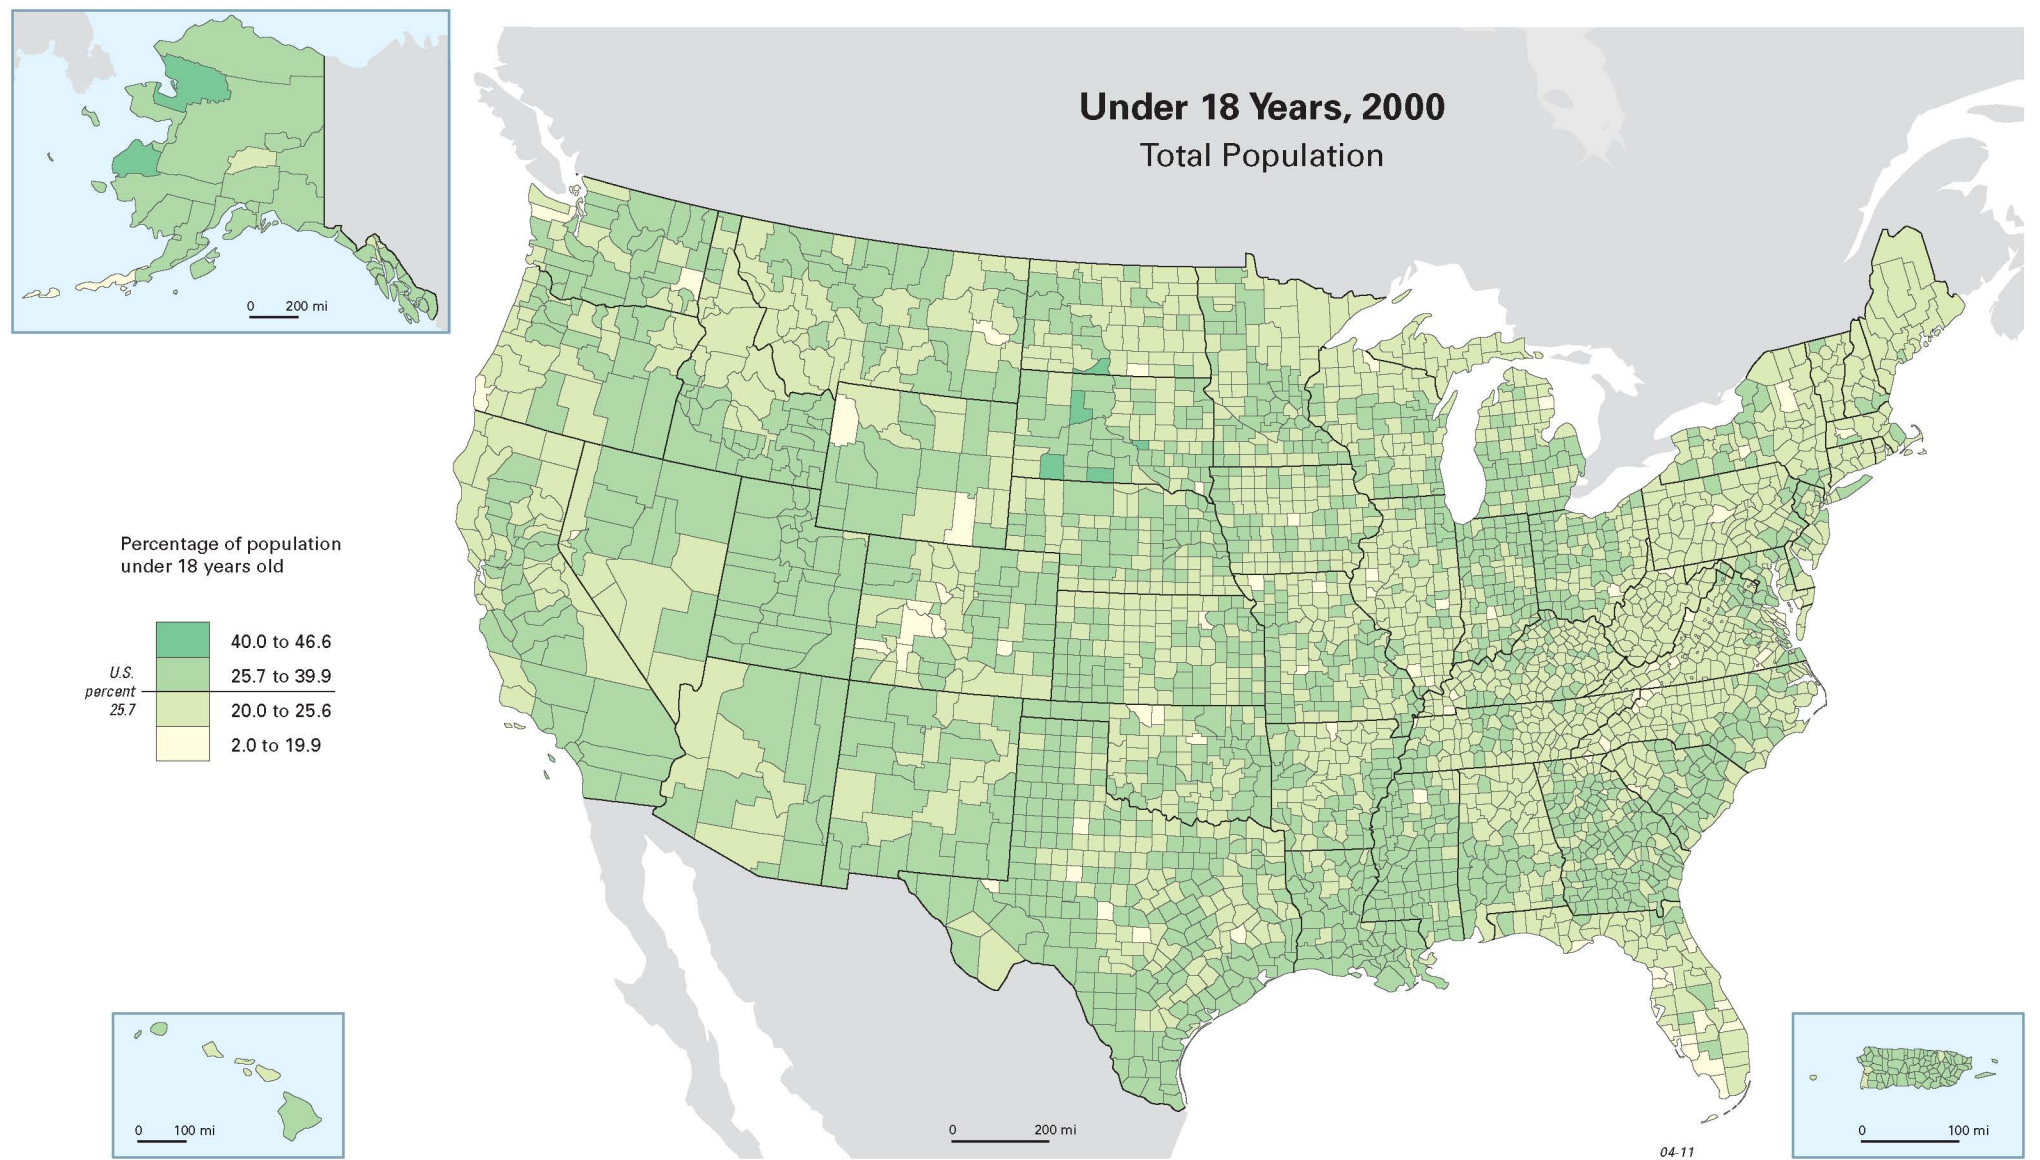 Under 18 Years, 2000
Total Population
0 200 mi
Percentage of population
under 18 years old
40.0 to 46.6
25.7 to 39.9
20.0 to 25.6
2.0 to 19.9
U.S.
percent
25.7
0 100 mi
0 200 mi
0 100 mi
04-11